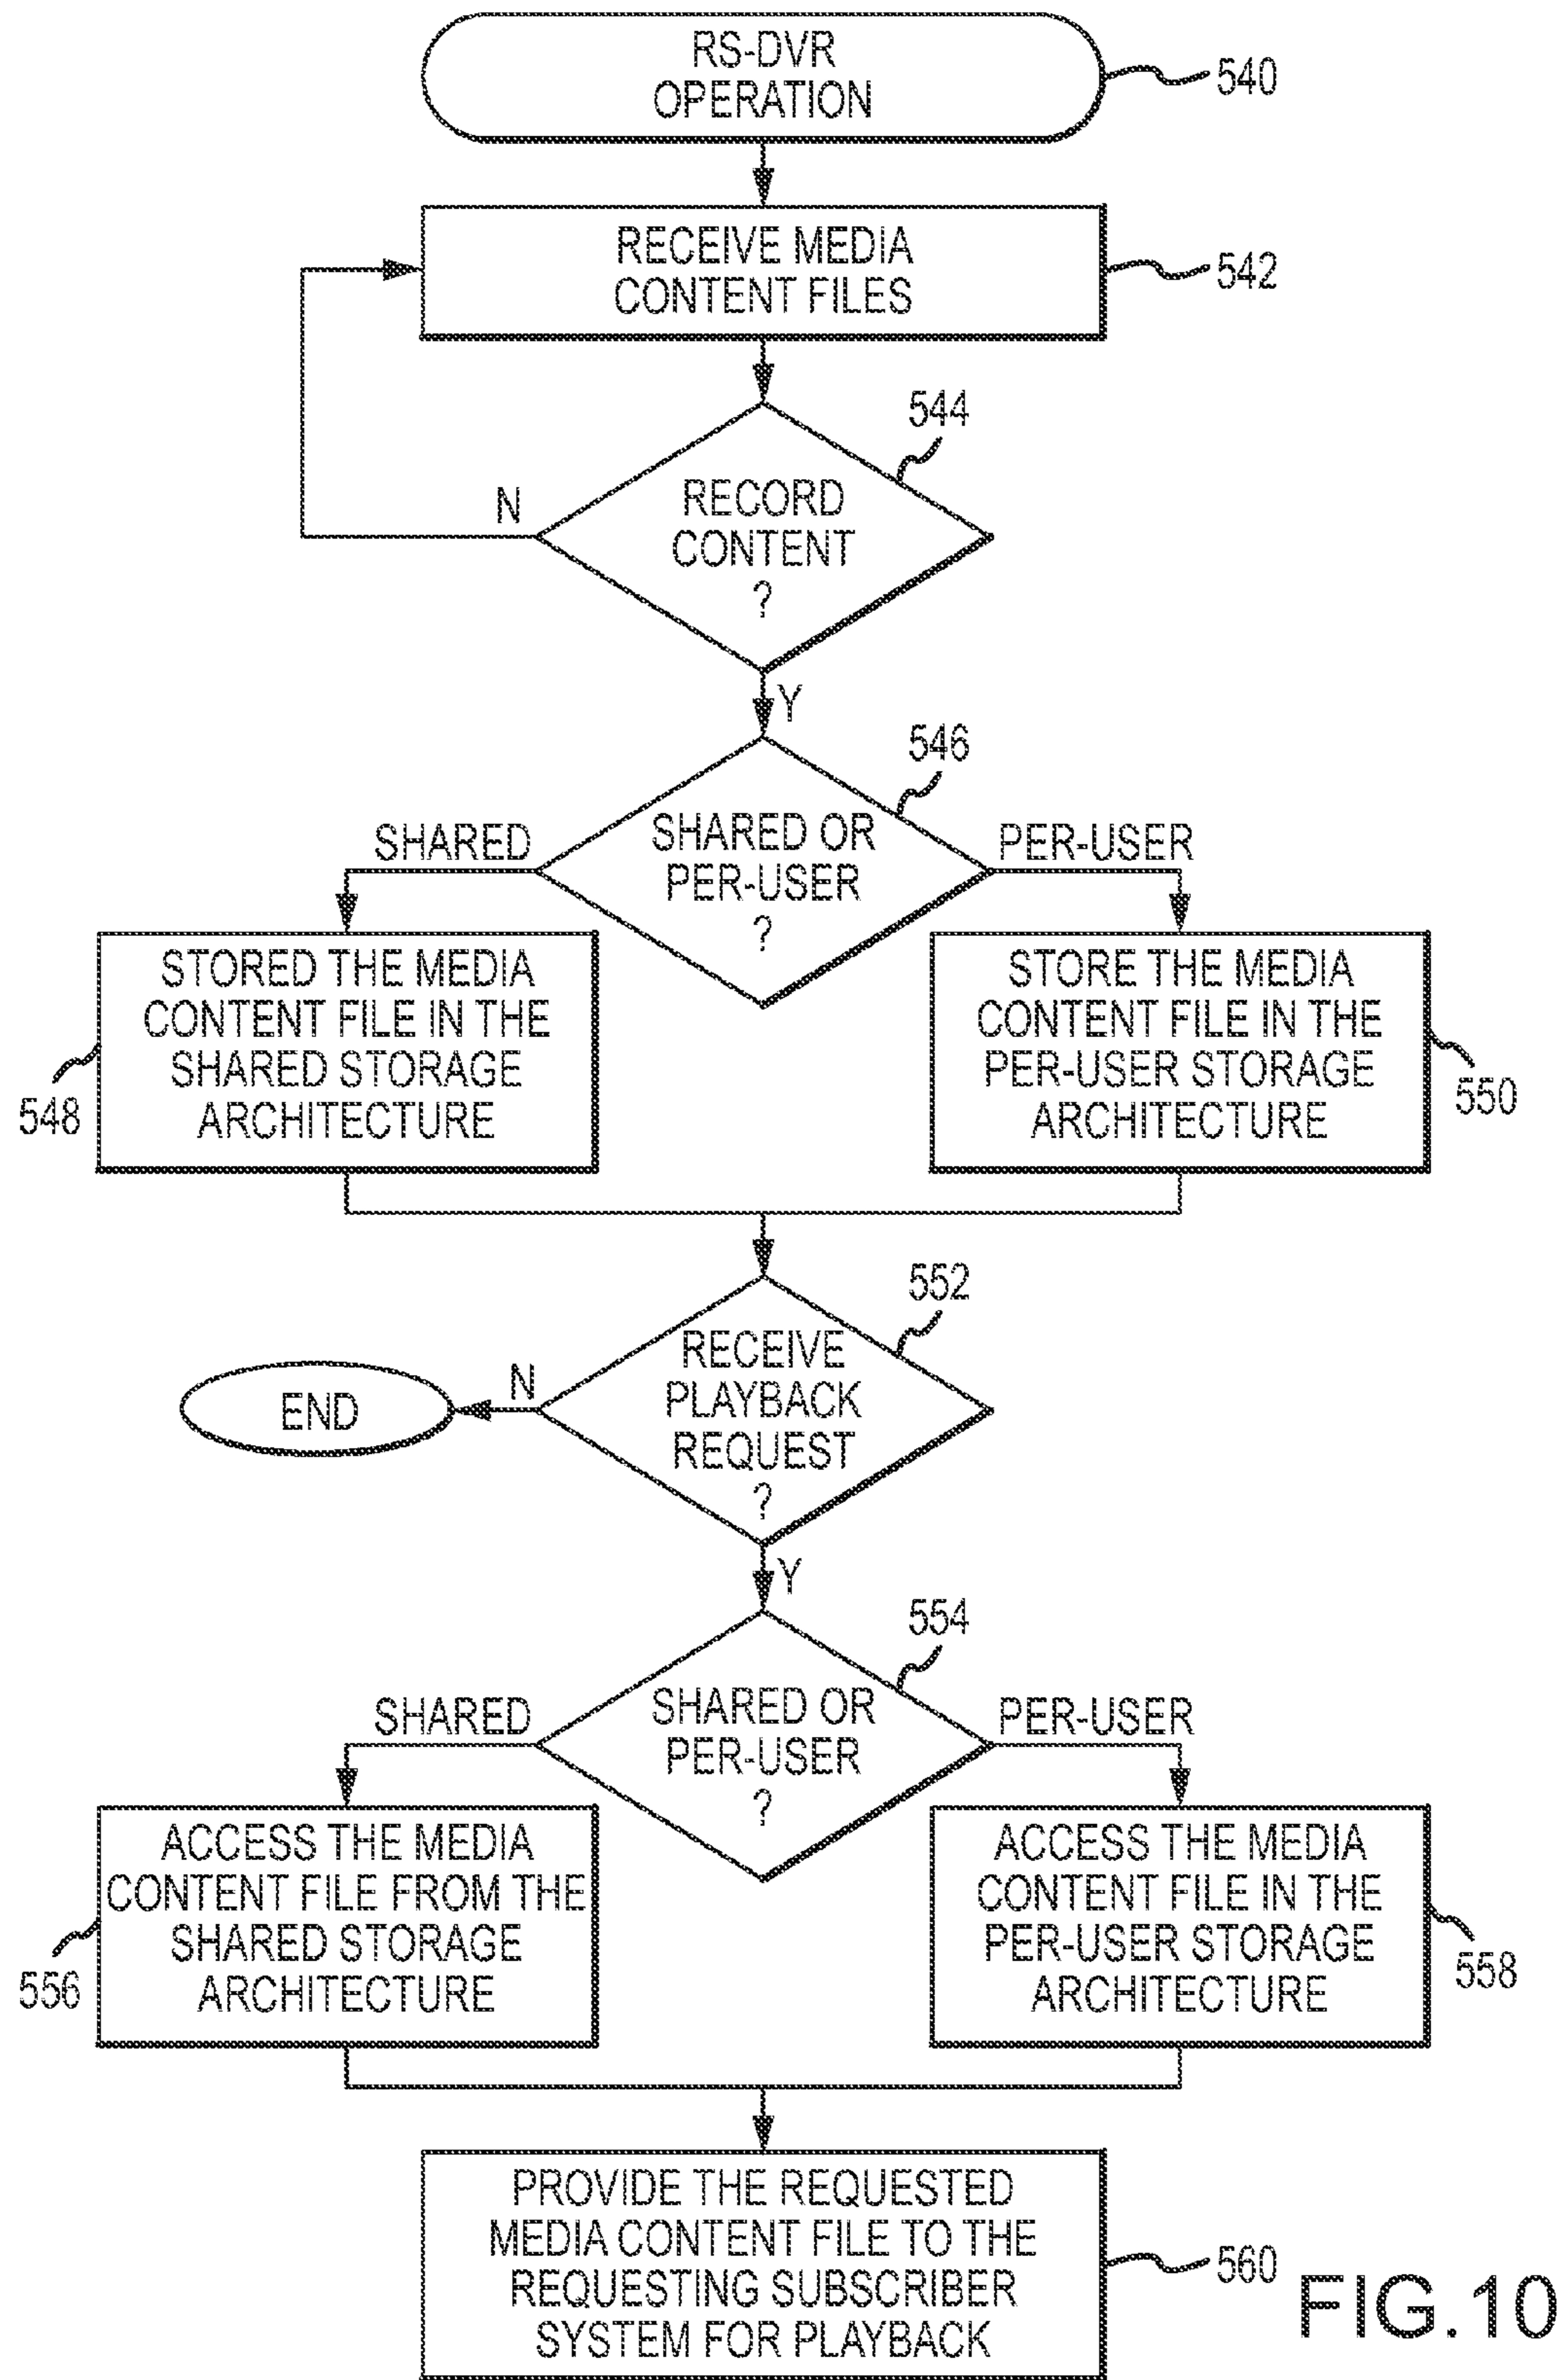 RS-DVR
OPERATION
540
RECEIVE MEDIA
CONTENT FILES
542
544
RECORD
CONTENT
?
N
Y
546
SHARED OR
PER-USER
?
SHARED
PER-USER
STORED THE MEDIA
CONTENT FILE IN THE
SHARED STORAGE
ARCHITECTURE
548
STORE THE MEDIA
CONTENT FILE IN THE
PER-USER STORAGE
ARCHITECTURE
550
552
RECEIVE
PLAYBACK
REQUEST
?
N
END
Y
554
SHARED OR
PER-USER
?
SHARED
PER-USER
ACCESS THE MEDIA
CONTENT FILE FROM THE
SHARED STORAGE
ARCHITECTURE
556
ACCESS THE MEDIA
CONTENT FILE IN THE
PER-USER STORAGE
ARCHITECTURE
558
PROVIDE THE REQUESTED
MEDIA CONTENT FILE TO THE
REQUESTING SUBSCRIBER
SYSTEM FOR PLAYBACK
560
FIG.10